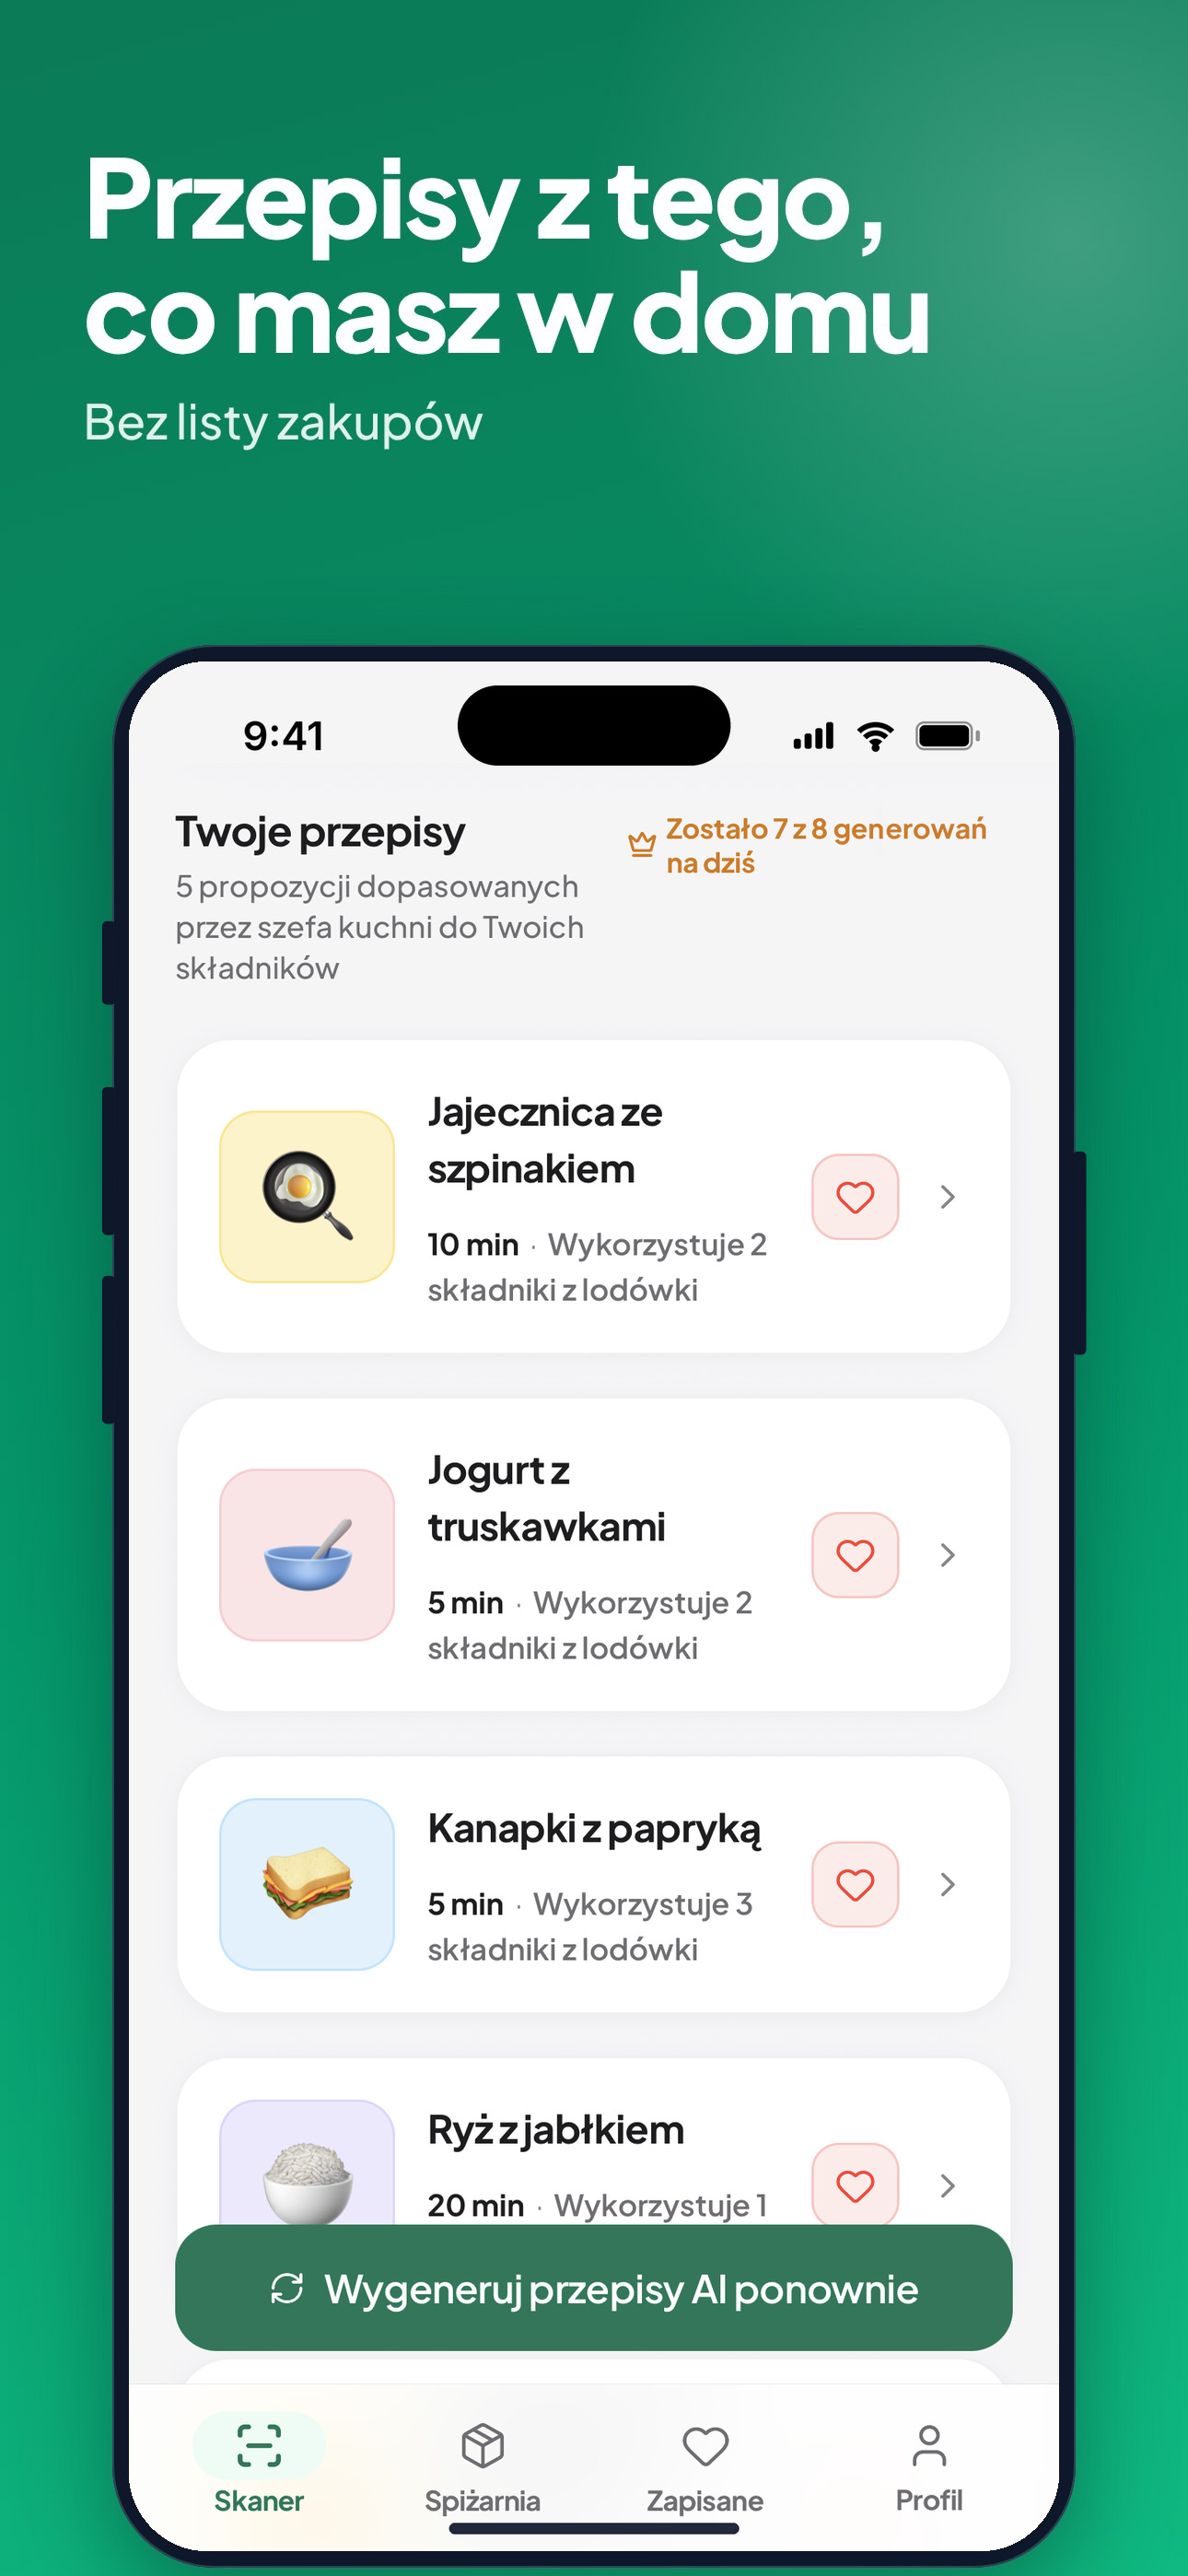 Przepisy z tego,
co masz w domu
Bez listy zakupów
9:41
Twoje przepisy
Zostało 7 z 8 generowań
na dziś
5 propozycji dopasowanych
przez szefa kuchni do Twoich
składników
Jajecznica ze
szpinakiem
10 min · Wykorzystuje 2
składniki z lodówki
Jogurt z
truskawkami
5 min · Wykorzystuje 2
składniki z lodówki
Kanapki z papryką
5 min · Wykorzystuje 3
składniki z lodówki
Ryż z jabłkiem
20 min · Wykorzystuje 1
Wygeneruj przepisy AI ponownie
Skaner
Spiżarnia
Zapisane
Profil